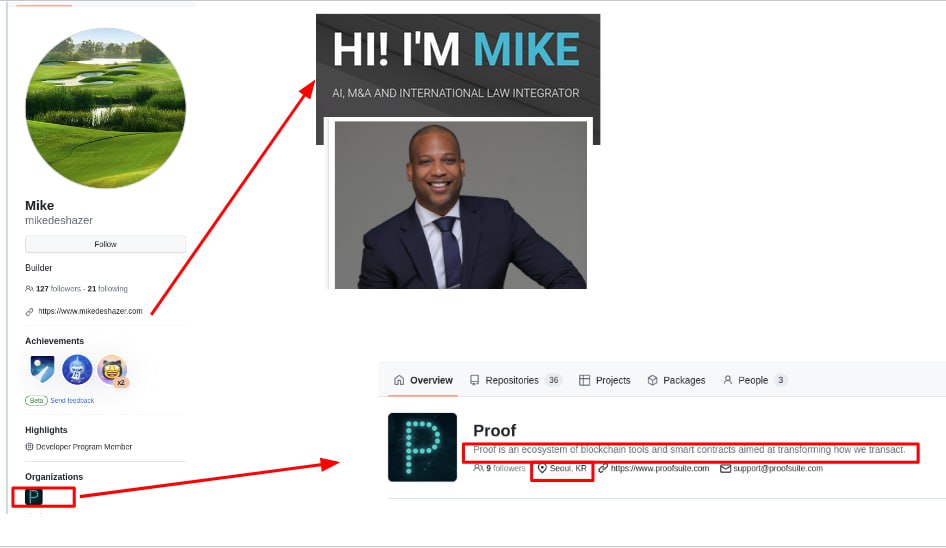 Mike
mikedeshazer
Follow
Builder
127 followers · 21 following
https://www.mikedeshazer.com
Achievements
x2
Beta Send feedback
Highlights
Developer Program Member
Organizations
P
HI! I'M MIKE
AI, M&A AND INTERNATIONAL LAW INTEGRATOR
Overview Repositories 36 Projects Packages People 3
P
Proof
Proof is an ecosystem of blockchain tools and smart contracts aimed at transforming how we transact.
9 followers Seoul, KR https://www.proofsuite.com support@proofsuite.com